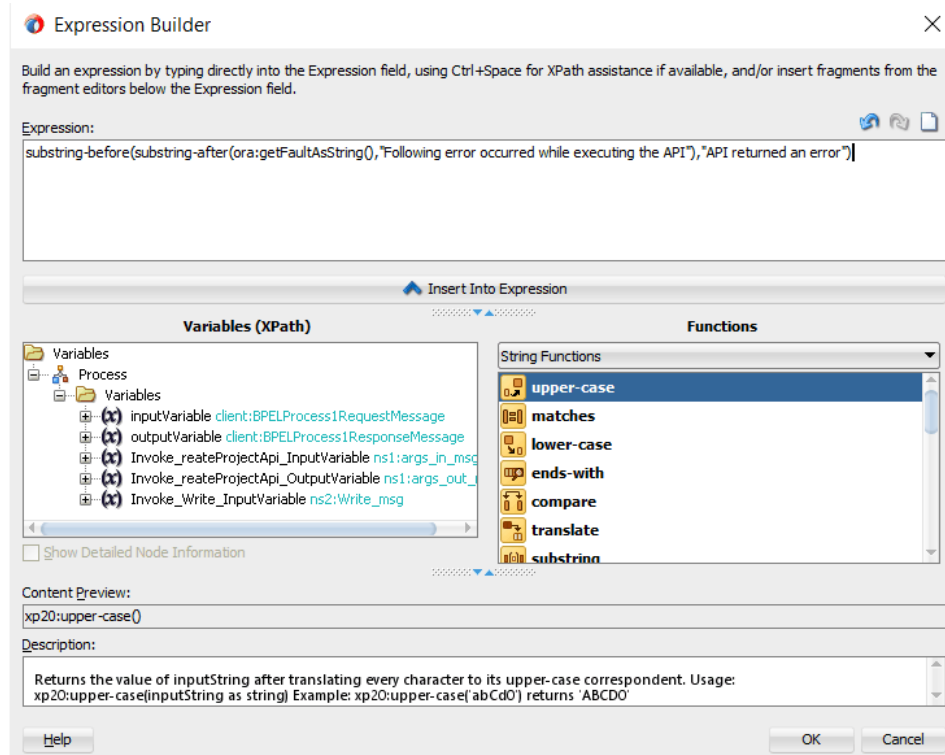 Expression Builder
Build an expression by typing directly into the Expression field, using Ctrl+Space for XPath assistance if available, and/or insert fragments from the
fragment editors below the Expression field.
Expression:
substring-before(substring-after(ora:getFaultAsString(),"Following error occurred while executing the API"),"API returned an error")
Insert Into Expression
Variables (XPath)
Variables
Process
Variables
(x) inputVariable client:BPELProcess1RequestMessage
(x) outputVariable client:BPELProcess1ResponseMessage
(x) Invoke_reateProjectApi_InputVariable ns1:args_in_msg
(x) Invoke_reateProjectApi_OutputVariable ns1:args_out_
(x) Invoke_Write_InputVariable ns2:Write_msg
Show Detailed Node Information
Functions
String Functions
upper-case
matches
lower-case
ends-with
compare
translate
substring
Content Preview:
xp20:upper-case()
Description:
Returns the value of inputString after translating every character to its upper-case correspondent. Usage:
xp20:upper-case(inputString as string) Example: xp20:upper-case('abCd0') returns 'ABCD0'
Help
OK
Cancel